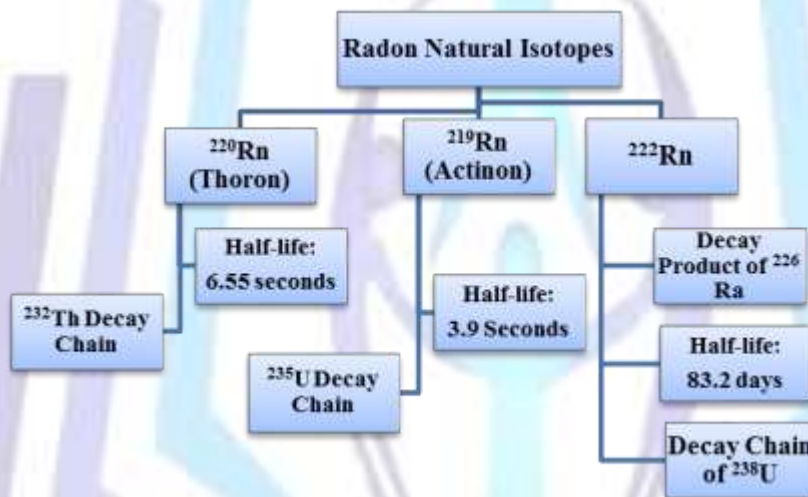 Radon Natural Isotopes
²²⁰Rn
(Thoron)
Half-life:
6.55 seconds
²³²Th Decay
Chain
²¹⁹Rn
(Actinon)
Half-life:
3.9 Seconds
²³⁵U Decay
Chain
²²²Rn
Decay
Product of ²²⁶
Ra
Half-life:
83.2 days
Decay Chain
of ²³⁸U